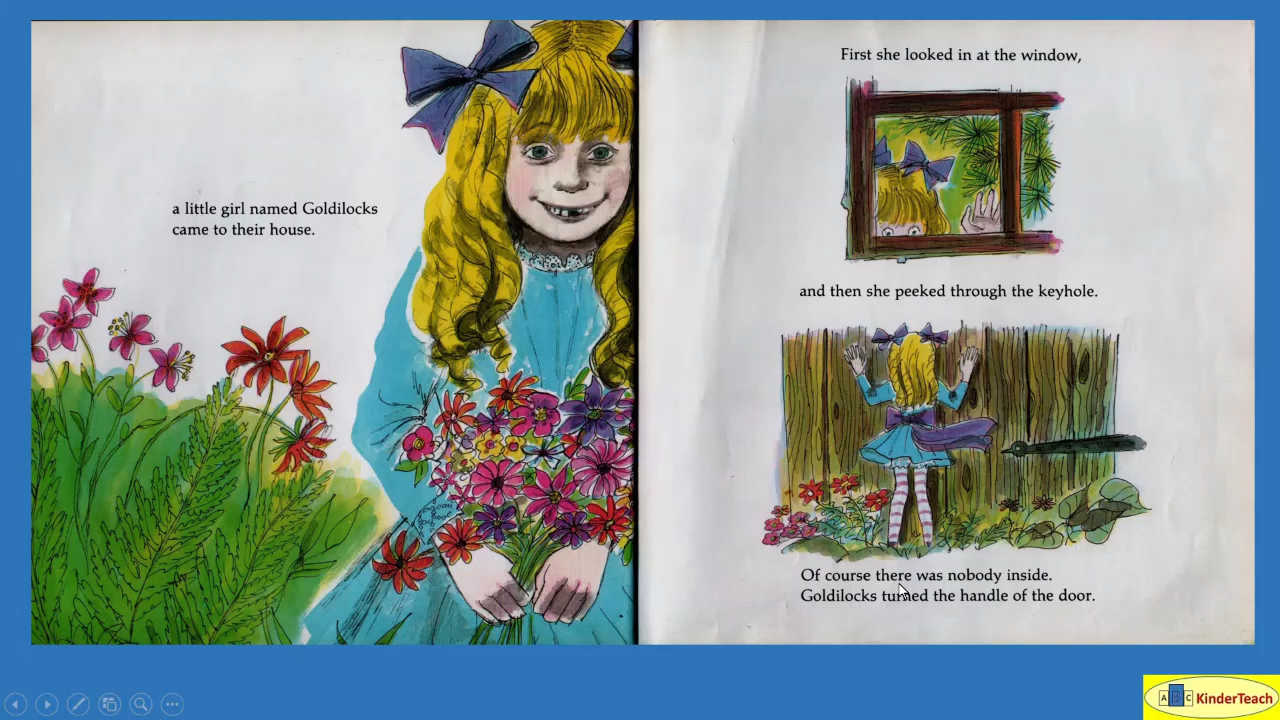 a little girl named Goldilocks
came to their house.
First she looked in at the window,
and then she peeked through the keyhole.
Of course there was nobody inside.
Goldilocks turned the handle of the door.
ABC KinderTeach